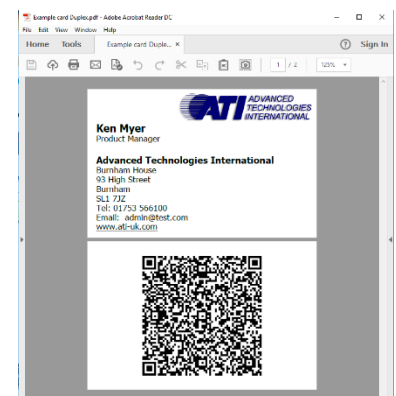 Example card Duplex.pdf - Adobe Acrobat Reader DC
File Edit View Window Help
Home Tools Example card Duple... × Sign In
1 / 2 125%
ATI ADVANCED
TECHNOLOGIES
INTERNATIONAL
Ken Myer
Product Manager
Advanced Technologies International
Burnham House
93 High Street
Burnham
SL1 7JZ
Tel: 01753 566100
Email: admin@test.com
www.ati-uk.com